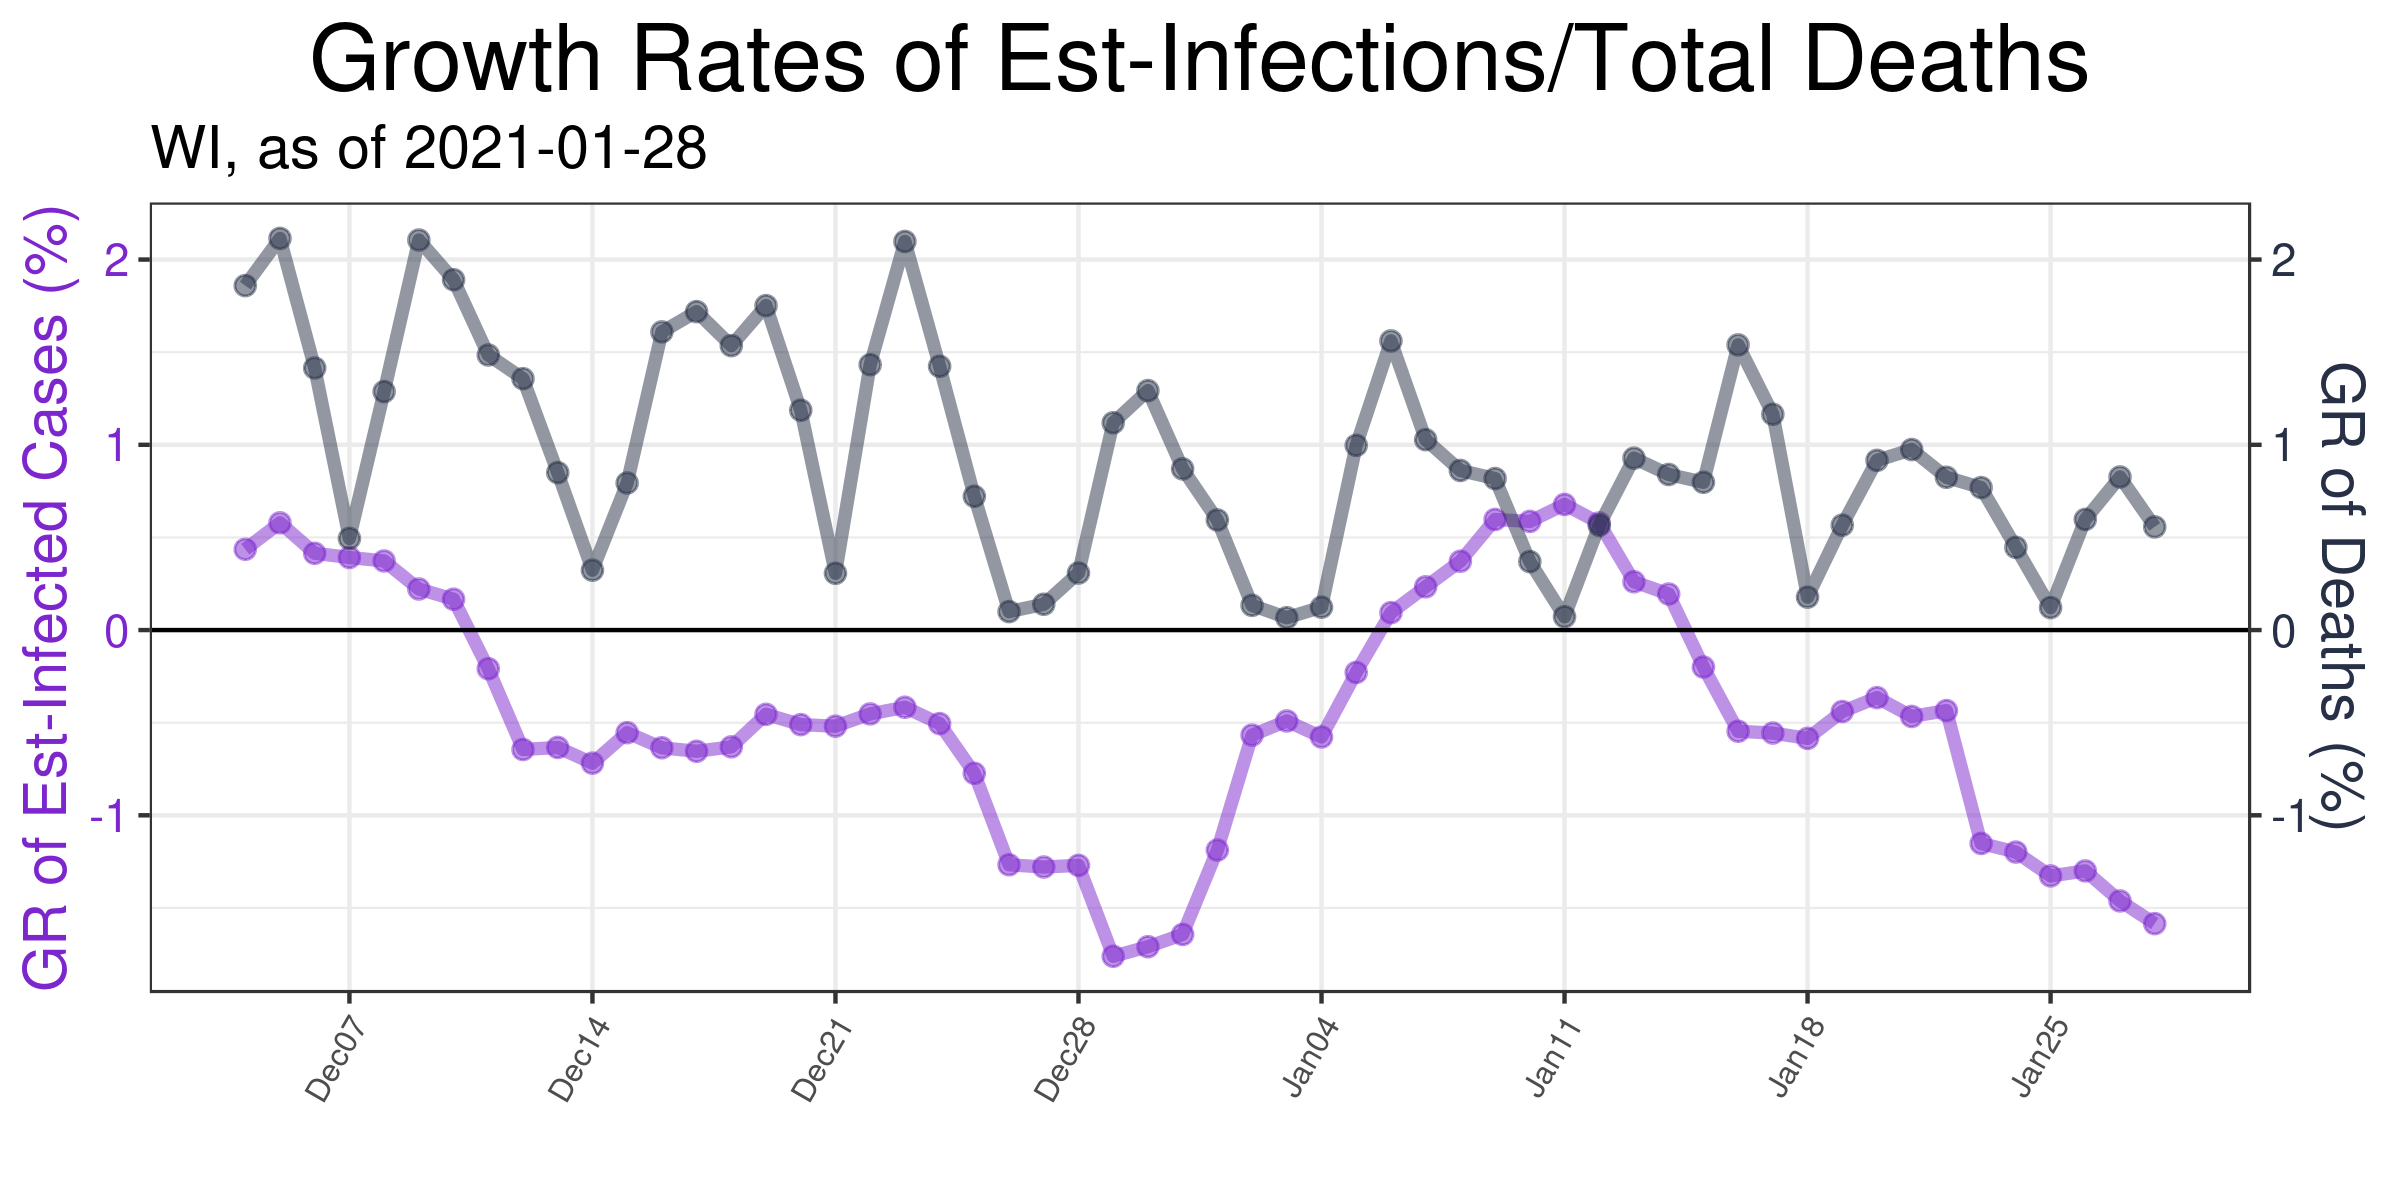 Growth Rates of Est-Infections/Total Deaths
WI, as of 2021-01-28
GR of Est-Infected Cases (%)
2
1
0
-1
2
1
0
-1
GR of Deaths (%)
Dec07
Dec14
Dec21
Dec28
Jan04
Jan11
Jan18
Jan25